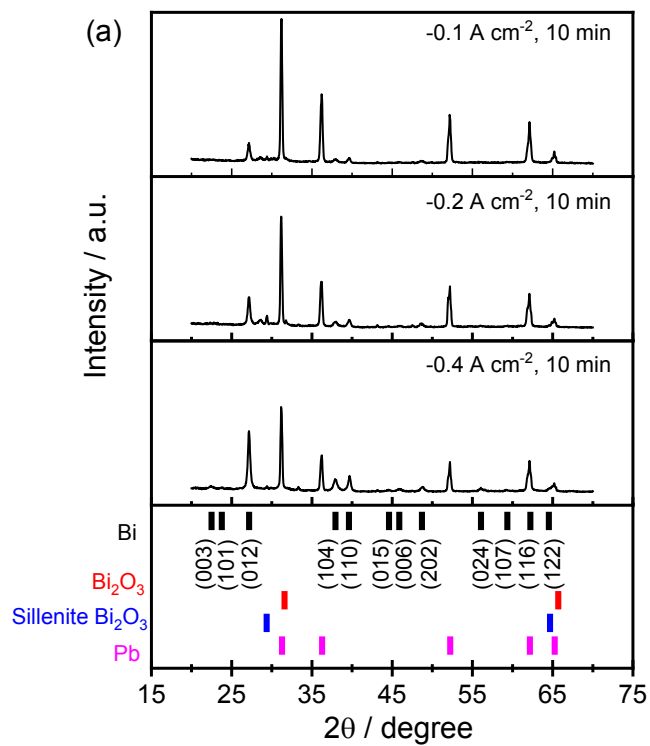 (a)
-0.1 A cm⁻², 10 min
-0.2 A cm⁻², 10 min
-0.4 A cm⁻², 10 min
Intensity / a.u.
Bi
(003) (101) (012) (104) (110) (015) (006) (202) (024) (107) (116) (122)
Bi₂O₃
Sillenite Bi₂O₃
Pb
15 25 35 45 55 65 75
2θ / degree